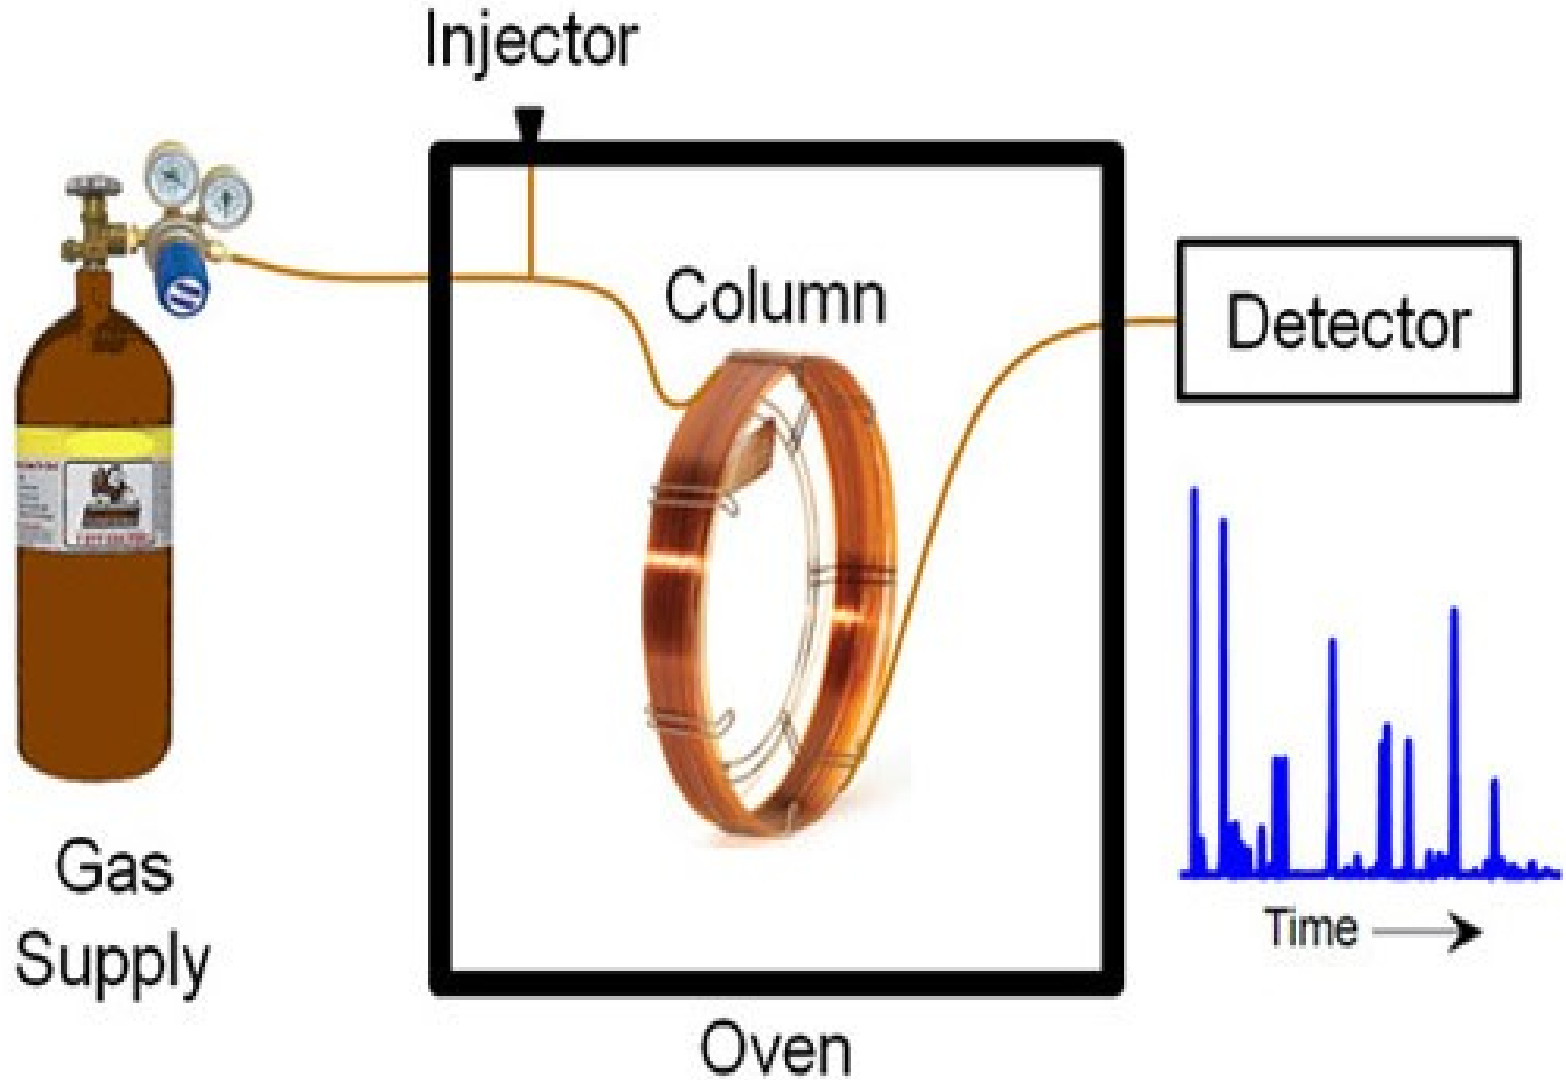 Injector
Column
Detector
Gas
Supply
Time
Oven